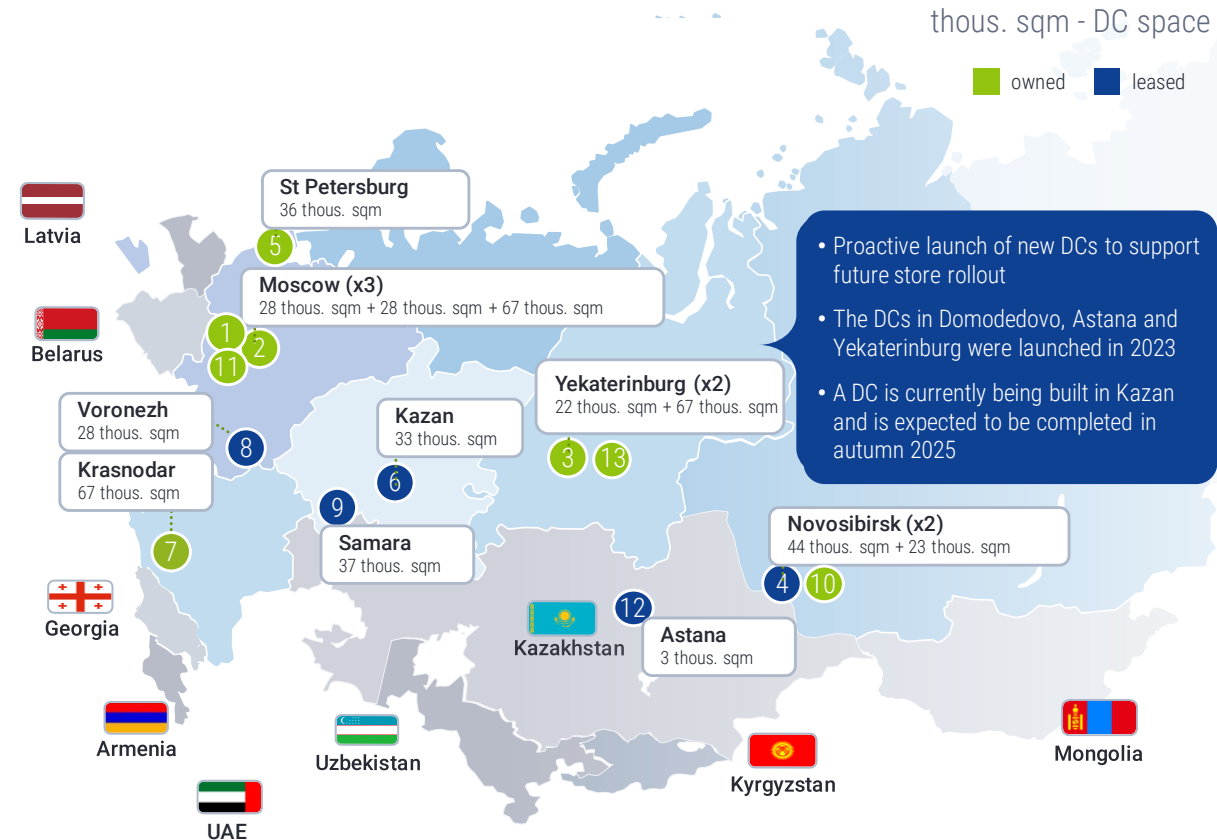 thous. sqm - DC space
owned
leased
Latvia
St Petersburg
36 thous. sqm
5
Moscow (x3)
28 thous. sqm + 28 thous. sqm + 67 thous. sqm
1
2
11
Belarus
• Proactive launch of new DCs to support
future store rollout
• The DCs in Domodedovo, Astana and
Yekaterinburg were launched in 2023
• A DC is currently being built in Kazan
and is expected to be completed in
autumn 2025
Voronezh
28 thous. sqm
8
Krasnodar
67 thous. sqm
7
Kazan
33 thous. sqm
6
Yekaterinburg (x2)
22 thous. sqm + 67 thous. sqm
3
13
9
Samara
37 thous. sqm
Novosibirsk (x2)
44 thous. sqm + 23 thous. sqm
4
10
Georgia
Kazakhstan
12
Astana
3 thous. sqm
Armenia
Uzbekistan
Kyrgyzstan
Mongolia
UAE